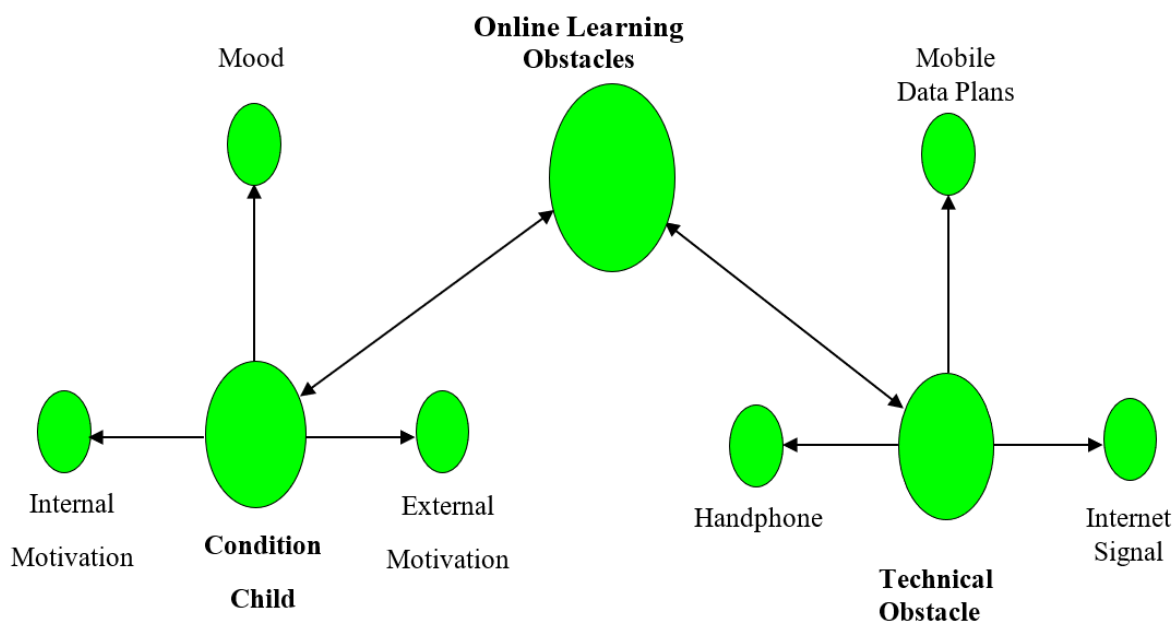 Online Learning
Obstacles
Mood
Mobile
Data Plans
Internal
Motivation
Condition
Child
External
Motivation
Handphone
Technical
Obstacle
Internet
Signal